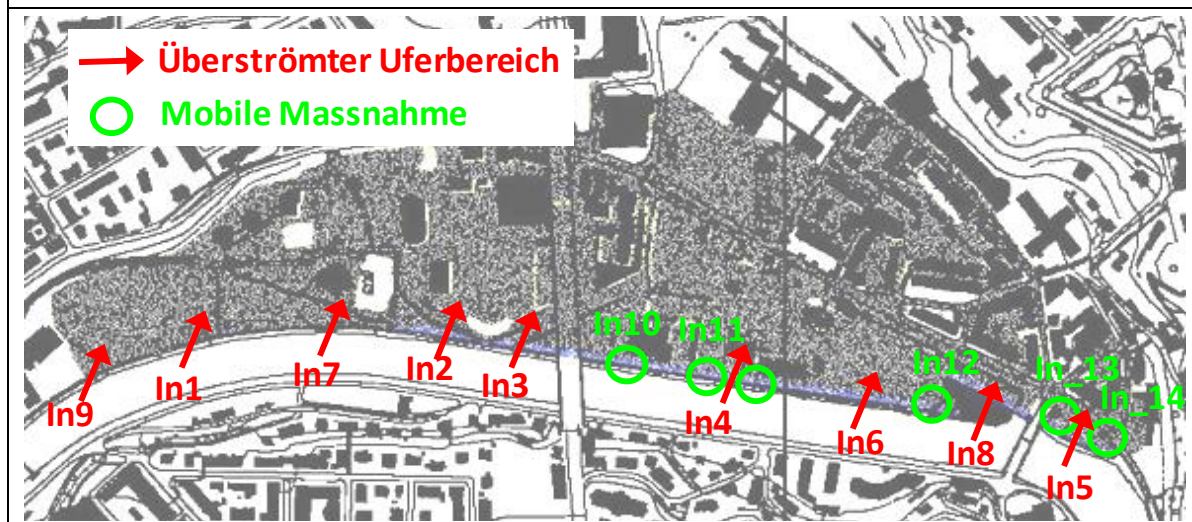 Überströmter Uferbereich
Mobile Massnahme
In9
In1
In7
In2
In3
In10
In11
In4
In6
In12
In8
In_13
In_14
In5